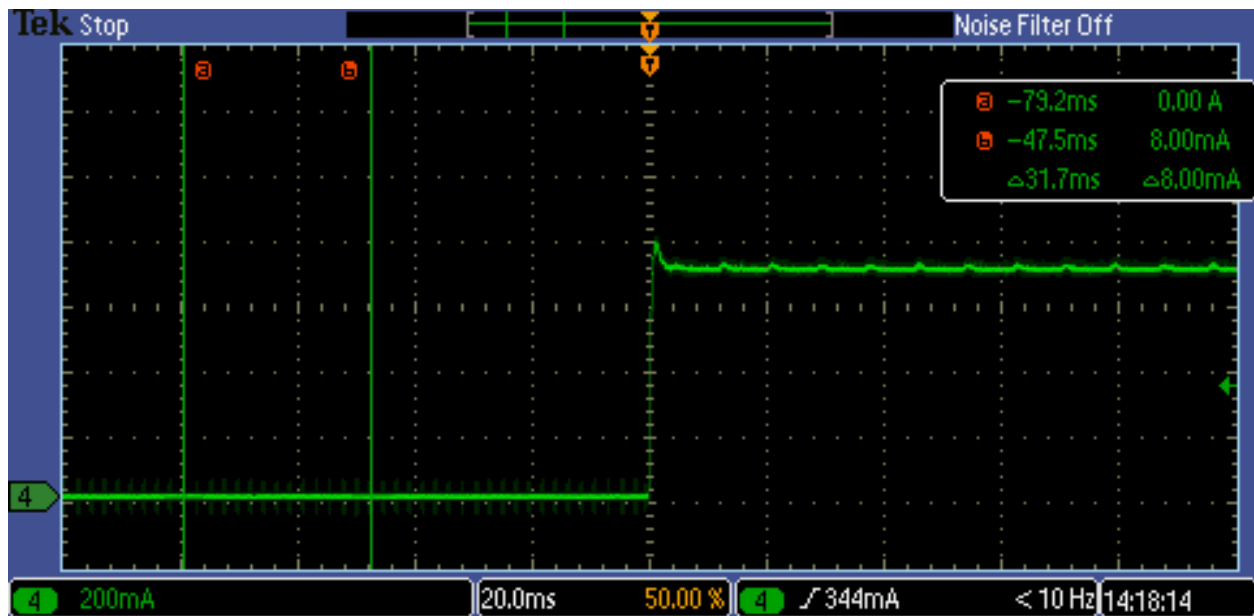 Tek Stop
Noise Filter Off
T
T
a b
a -79.2ms 0.00 A
b -47.5ms 8.00mA
△31.7ms △8.00mA
4
4 200mA 20.0ms 50.00 % 4 ∫344mA < 10 Hz 14:18:14